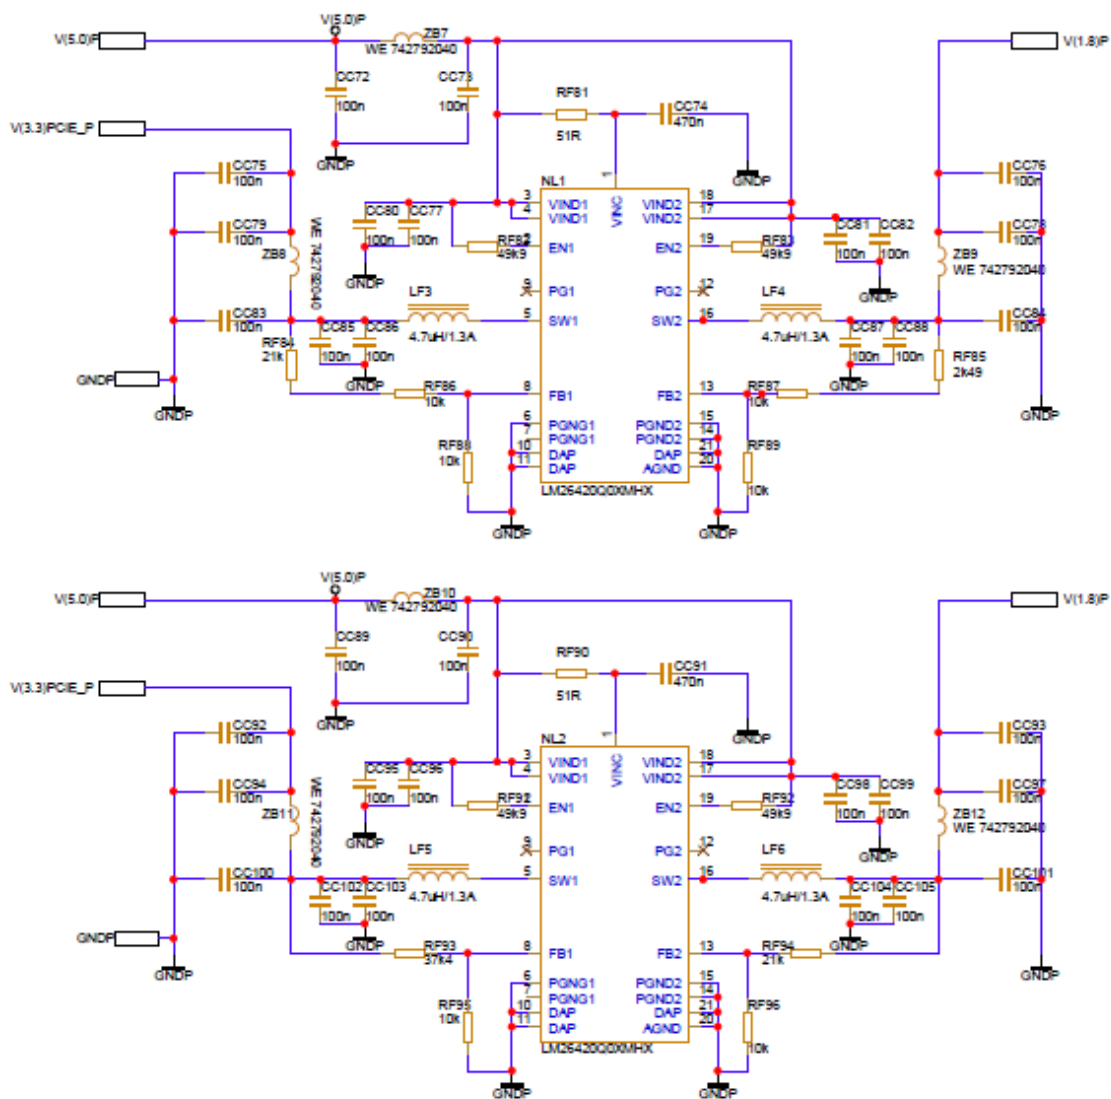 V(5.0)P
V(5.0)P
ZB7
WE 742792040
V(1.8)P
CC72
100n
CC73
100n
RF81
51R
CC74
470n
V(3.3)PCIE_P
GNDP
GNDP
CC75
100n
CC76
100n
NL1
1
VINC
CC80
100n
CC77
100n
3
VIND1
4
VIND1
18
VIND2
17
VIND2
CC79
100n
CC78
100n
CC81
100n
CC82
100n
ZB8
WE 742792040
RF82
49k9
EN1
EN2
19
RF83
49k9
ZB9
WE 742792040
GNDP
GNDP
9
PG1
PG2
12
LF3
4.7uH/1.3A
LF4
4.7uH/1.3A
CC83
100n
5
SW1
SW2
16
CC84
100n
CC85
100n
CC86
100n
CC87
100n
CC88
100n
RF84
21k
RF85
2k49
GNDP
GNDP
GNDP
RF86
10k
8
FB1
FB2
13
RF87
10k
GNDP
GNDP
6
PGNG1
7
PGNG1
10
DAP
11
DAP
PGND2
15
PGND2
14
DAP
21
AGND
20
RF88
10k
RF89
10k
LM26420Q0XMHX
GNDP
GNDP
V(5.0)P
V(5.0)P
ZB10
WE 742792040
V(1.8)P
CC89
100n
CC90
100n
RF90
51R
CC91
470n
V(3.3)PCIE_P
GNDP
GNDP
CC92
100n
CC93
100n
NL2
1
VINC
CC95
100n
CC96
100n
3
VIND1
4
VIND1
18
VIND2
17
VIND2
CC94
100n
CC97
100n
CC98
100n
CC99
100n
ZB11
WE 742792040
RF92
49k9
EN1
EN2
19
RF92
49k9
ZB12
WE 742792040
GNDP
GNDP
9
PG1
PG2
12
LF5
4.7uH/1.3A
LF6
4.7uH/1.3A
CC100
100n
5
SW1
SW2
16
CC101
100n
CC102
100n
CC103
100n
CC104
100n
CC105
100n
GNDP
GNDP
GNDP
RF93
37k4
8
FB1
FB2
13
RF94
21k
GNDP
GNDP
6
PGNG1
7
PGNG1
10
DAP
11
DAP
PGND2
15
PGND2
14
DAP
21
AGND
20
RF95
10k
RF96
10k
LM26420Q0XMHX
GNDP
GNDP